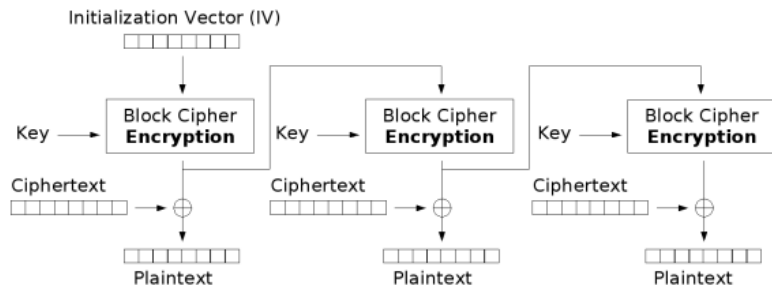 Initialization Vector (IV)
Key
Block Cipher
Encryption
Key
Block Cipher
Encryption
Key
Block Cipher
Encryption
Ciphertext
Ciphertext
Ciphertext
Plaintext
Plaintext
Plaintext